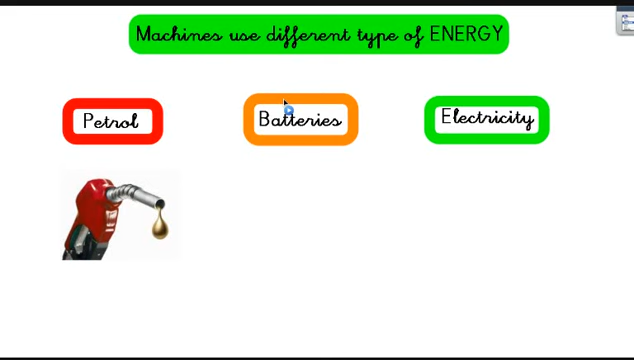 Machines use different type of ENERGY
Petrol
Batteries
Electricity